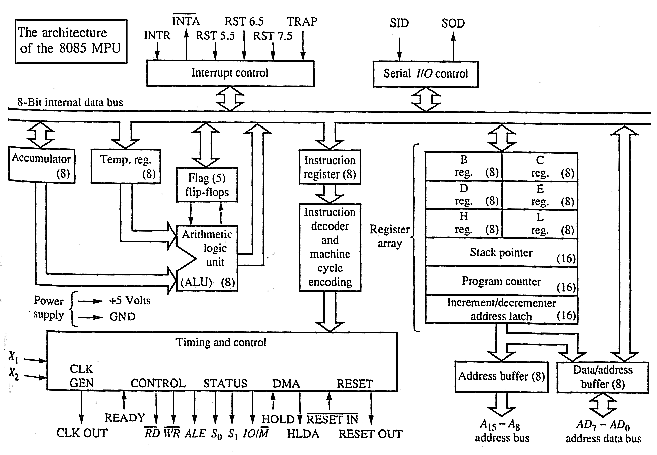 The architecture
of the 8085 MPU
INTA
RST 6.5
TRAP
INTR
RST 5.5
RST 7.5
SID
SOD
Interrupt control
Serial I/O control
8-Bit internal data bus
Accumulator
(8)
Temp. reg.
(8)
Flag (5)
flip-flops
Instruction
register (8)
Arithmetic
logic
unit
(ALU) (8)
Instruction
decoder
and
machine
cycle
encoding
Register
array
B
reg. (8)
C
reg. (8)
D
reg. (8)
E
reg. (8)
H
reg. (8)
L
reg. (8)
Stack pointer
(16)
Program counter
(16)
Increment/decrementer
address latch (16)
Power
supply
+5 Volts
GND
Timing and control
X1
X2
CLK
GEN
CONTROL
STATUS
DMA
RESET
READY
HOLD
RESET IN
CLK OUT
RD
WR
ALE
S0
S1
IO/M
HLDA
RESET OUT
Address buffer (8)
Data/address
buffer (8)
A15 – A8
address bus
AD7 – AD0
address data bus